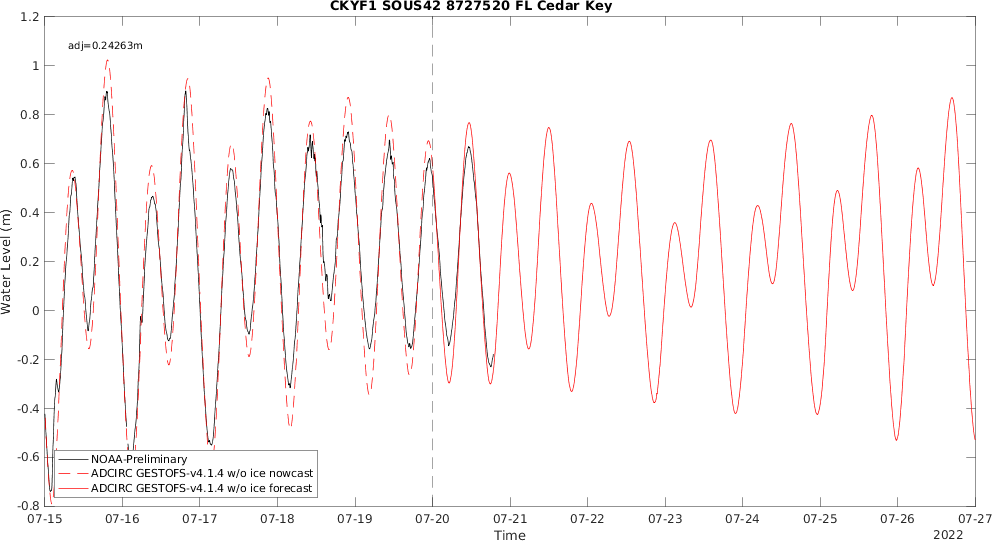 CKYF1 SOUS42 8727520 FL Cedar Key
1.2
adj=0.24263m
1
0.8
0.6
0.4
0.2
0
-0.2
-0.4
-0.6
-0.8
Water Level (m)
NOAA-Preliminary
ADCIRC GESTOFS-v4.1.4 w/o ice nowcast
ADCIRC GESTOFS-v4.1.4 w/o ice forecast
07-15 07-16 07-17 07-18 07-19 07-20 07-21 07-22 07-23 07-24 07-25 07-26 07-27
Time
2022